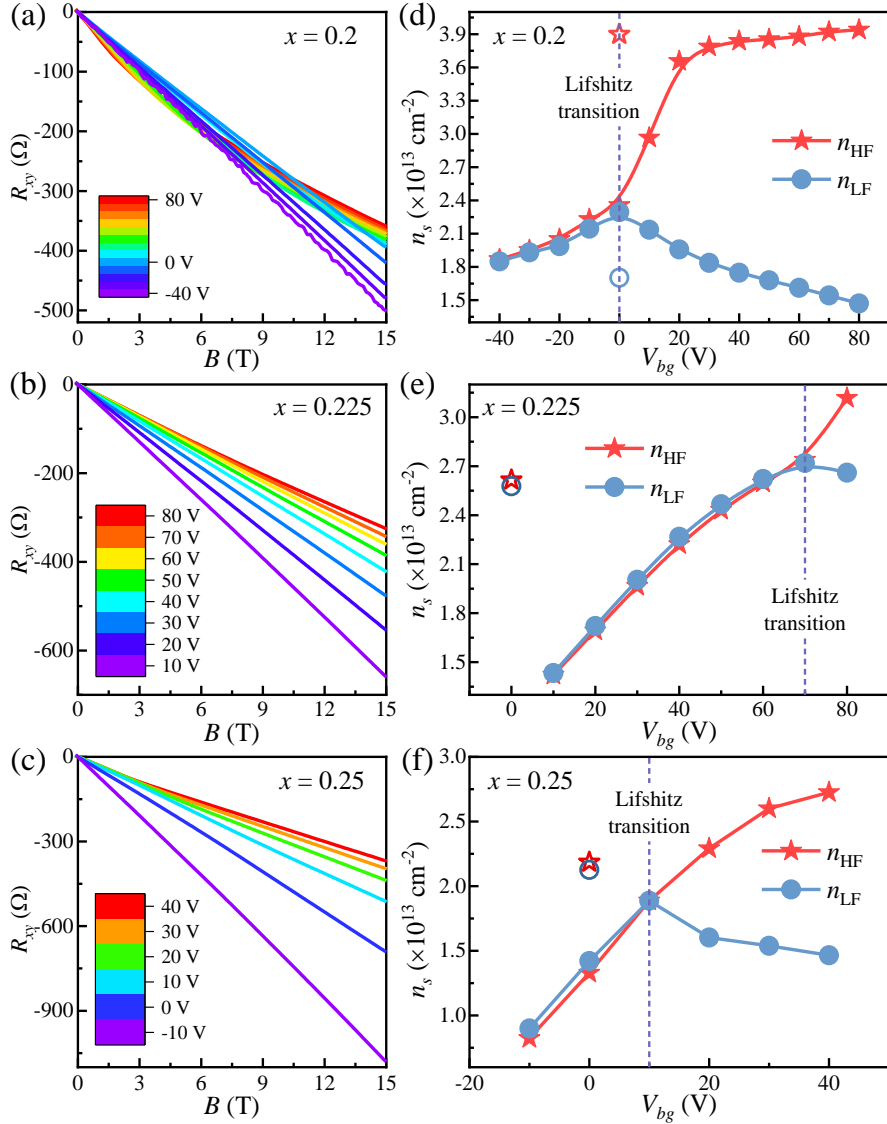 (a)
x = 0.2
0
-100
-200
-300
-400
-500
R_xy (Ω)
80 V
0 V
-40 V
0 3 6 9 12 15
B (T)
(d)
x = 0.2
3.9
3.6
3.3
3.0
2.7
2.4
2.1
1.8
1.5
n_s (×10^13 cm^-2)
Lifshitz
transition
n_HF
n_LF
-40 -20 0 20 40 60 80
V_bg (V)
(b)
x = 0.225
0
-200
-400
-600
R_xy (Ω)
80 V
70 V
60 V
50 V
40 V
30 V
20 V
10 V
0 3 6 9 12 15
B (T)
(e)
x = 0.225
3.0
2.7
2.4
2.1
1.8
1.5
n_s (×10^13 cm^-2)
n_HF
n_LF
Lifshitz
transition
0 20 40 60 80
V_bg (V)
(c)
x = 0.25
0
-300
-600
-900
R_xy (Ω)
40 V
30 V
20 V
10 V
0 V
-10 V
0 3 6 9 12 15
B (T)
(f)
x = 0.25
3.0
2.5
2.0
1.5
1.0
n_s (×10^13 cm^-2)
Lifshitz
transition
n_HF
n_LF
-20 0 20 40
V_bg (V)